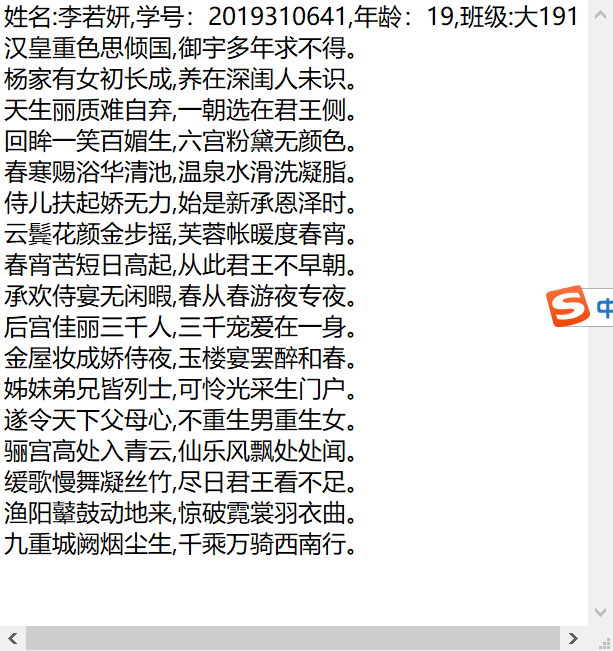 姓名:李若妍,学号：2019310641,年龄：19,班级:大191
汉皇重色思倾国,御宇多年求不得。
杨家有女初长成,养在深闺人未识。
天生丽质难自弃,一朝选在君王侧。
回眸一笑百媚生,六宫粉黛无颜色。
春寒赐浴华清池,温泉水滑洗凝脂。
侍儿扶起娇无力,始是新承恩泽时。
云鬓花颜金步摇,芙蓉帐暖度春宵。
春宵苦短日高起,从此君王不早朝。
承欢侍宴无闲暇,春从春游夜专夜。
后宫佳丽三千人,三千宠爱在一身。
金屋妆成娇侍夜,玉楼宴罢醉和春。
姊妹弟兄皆列士,可怜光采生门户。
遂令天下父母心,不重生男重生女。
骊宫高处入青云,仙乐风飘处处闻。
缓歌慢舞凝丝竹,尽日君王看不足。
渔阳鼙鼓动地来,惊破霓裳羽衣曲。
九重城阙烟尘生,千乘万骑西南行。
S 中